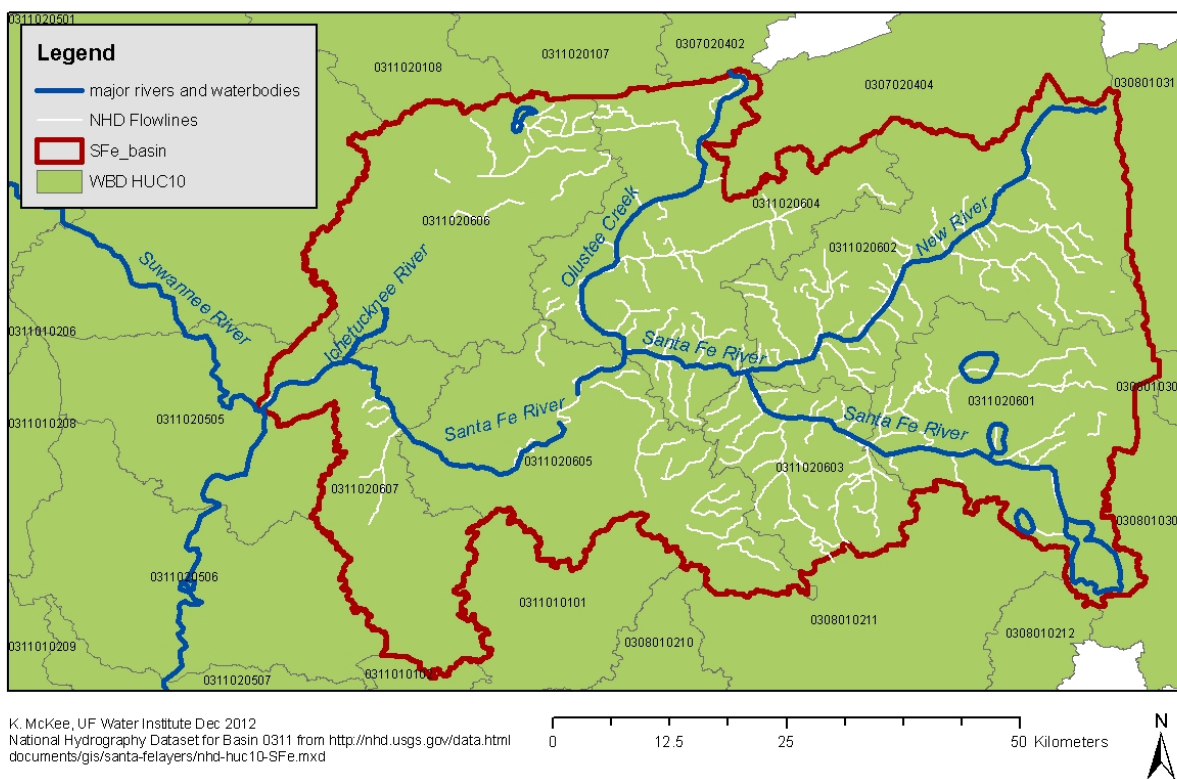 0311020501
Legend
major rivers and waterbodies
NHD Flowlines
SFe_basin
WBD HUC10
0311020107
0307020402
0311020108
0307020404
030801031
0311020606
Olustee Creek
0311020604
0311020602
New River
Suwannee River
Ichetucknee River
0311010206
Santa Fe River
0311020601
0311010208
0311020505
Santa Fe River
Santa Fe River
0311020605
0311020603
0311020607
030801030
0311020506
0311010101
0308010211
0308010210
0308010212
0311010209
0311020507
K. McKee, UF Water Institute Dec 2012
National Hydrography Dataset for Basin 0311 from http://nhd.usgs.gov/data.html
documents/gis/santa-felayers/nhd-huc10-SFe.mxd
0 12.5 25 50 Kilometers
N